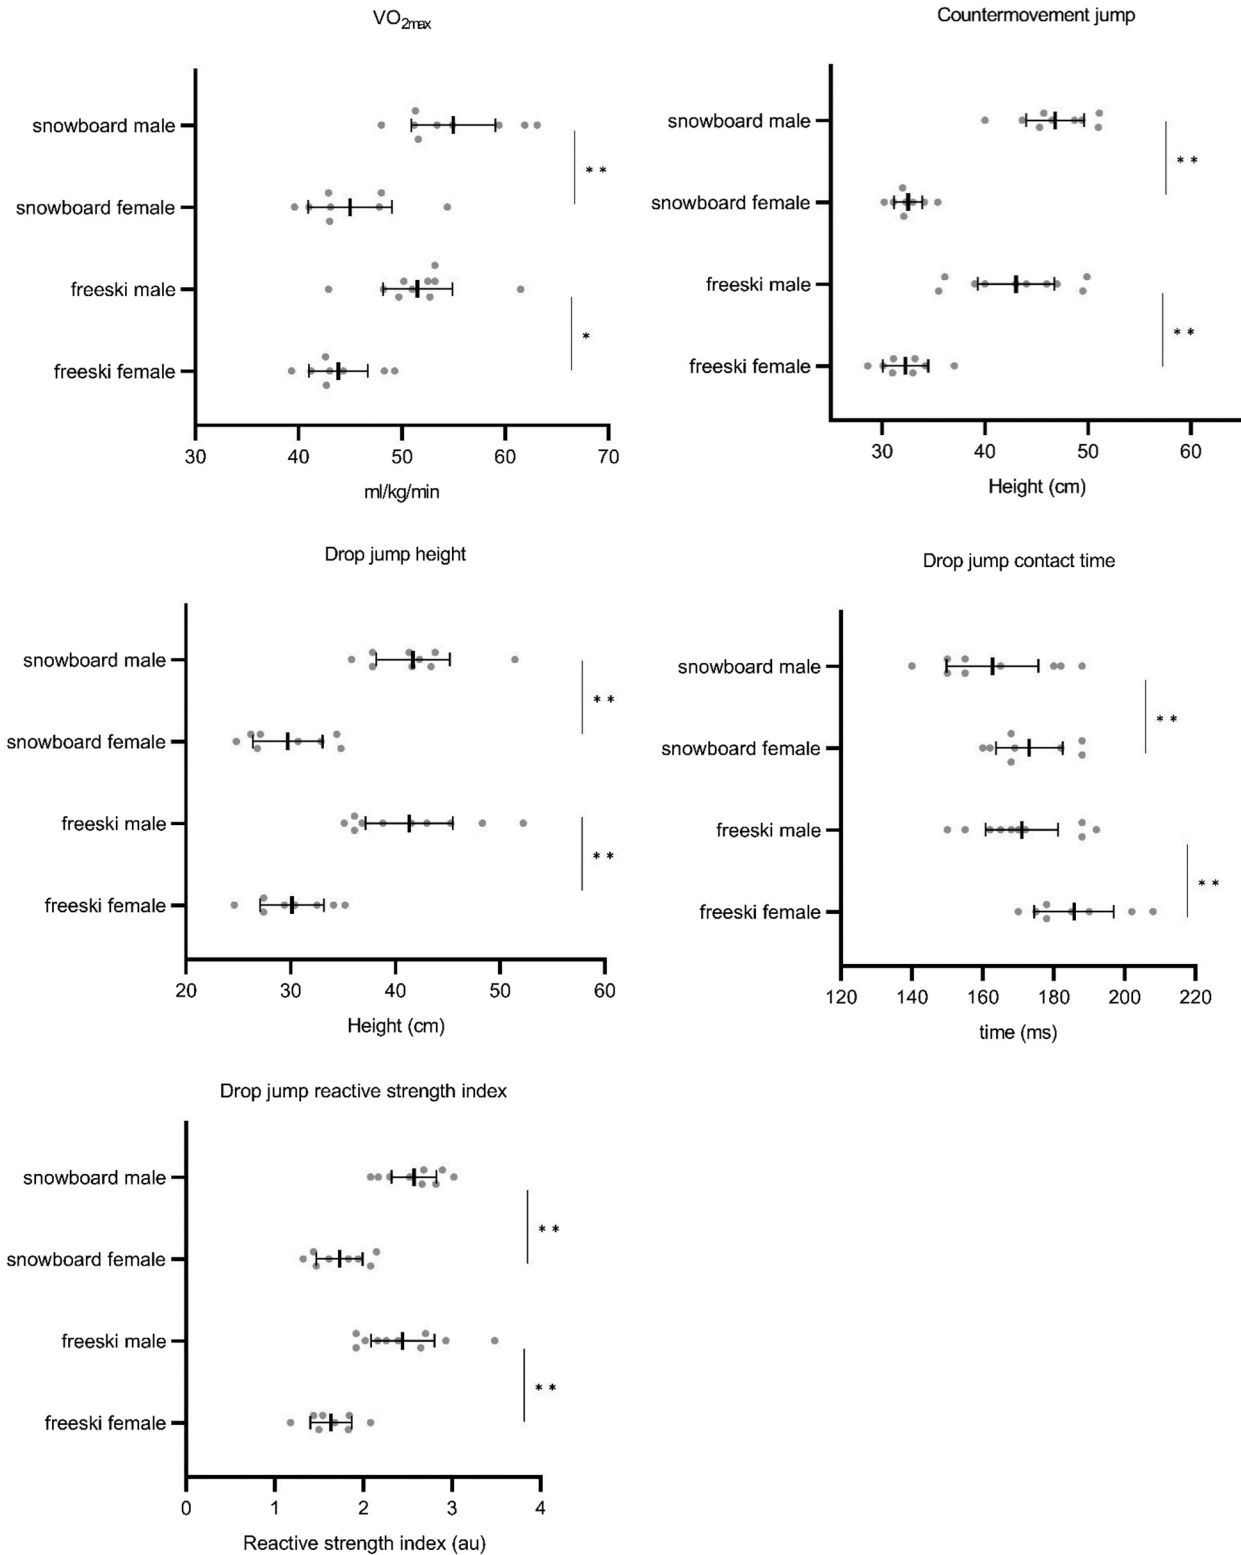 VO2max
snowboard male
snowboard female
freeski male
freeski female
**
*
30 40 50 60 70
ml/kg/min
Countermovement jump
snowboard male
snowboard female
freeski male
freeski female
**
**
30 40 50 60
Height (cm)
Drop jump height
snowboard male
snowboard female
freeski male
freeski female
**
**
20 30 40 50 60
Height (cm)
Drop jump contact time
snowboard male
snowboard female
freeski male
freeski female
**
**
120 140 160 180 200 220
time (ms)
Drop jump reactive strength index
snowboard male
snowboard female
freeski male
freeski female
**
**
0 1 2 3 4
Reactive strength index (au)